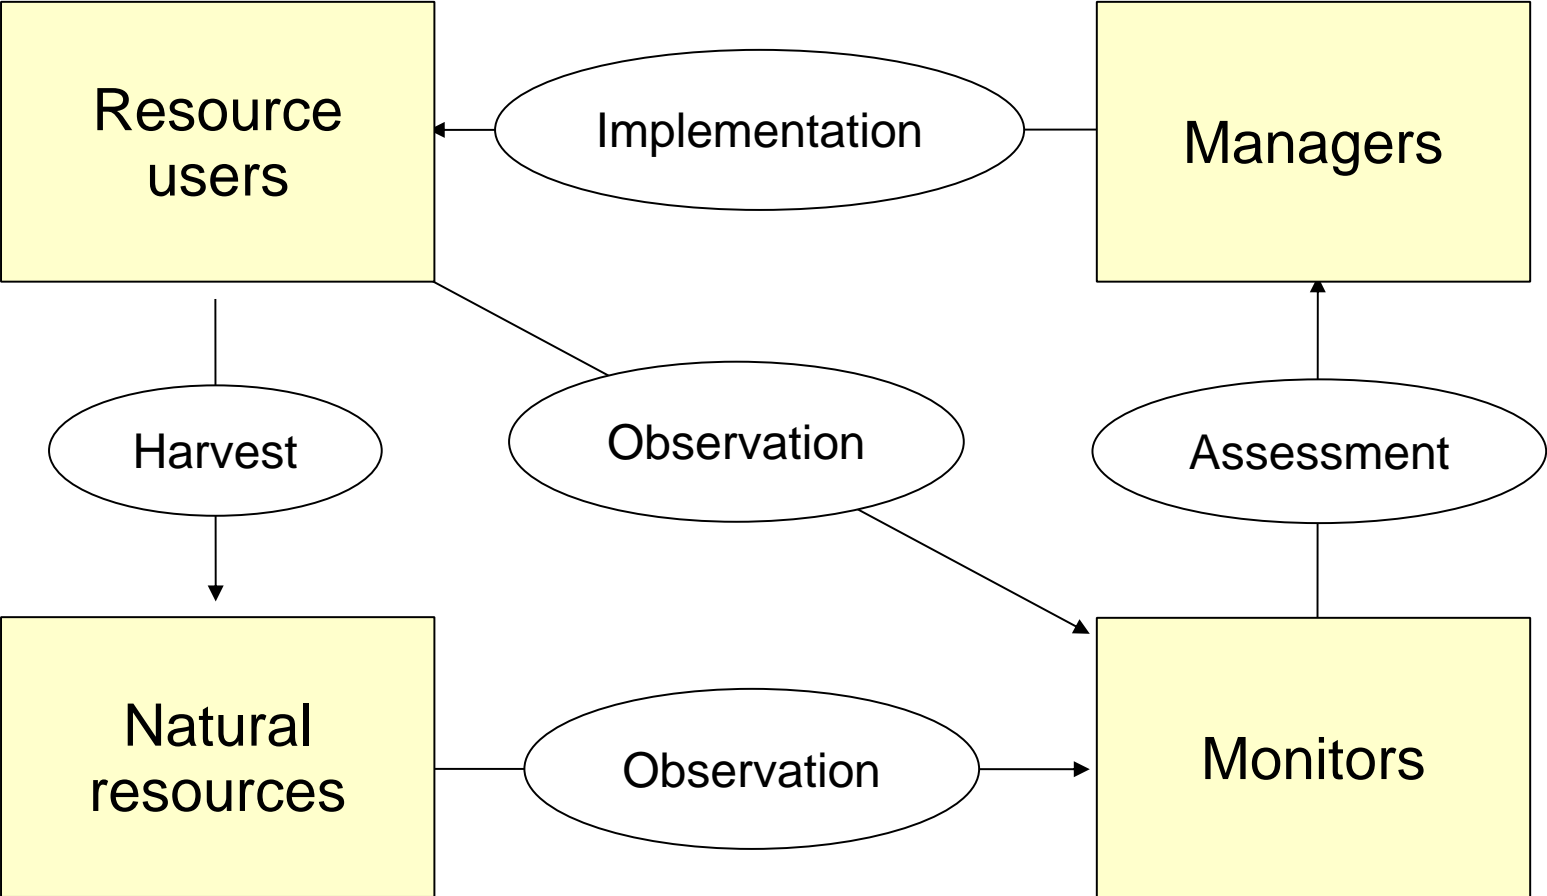 Resource
users
Implementation
Managers
Harvest
Observation
Assessment
Natural
resources
Observation
Monitors